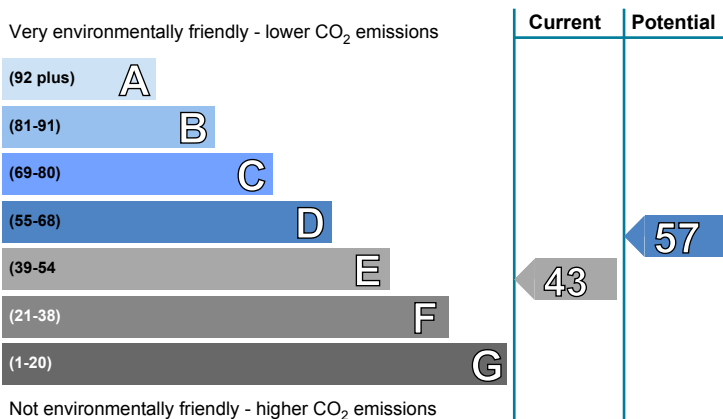 Current Potential
Very environmentally friendly - lower CO₂ emissions
(92 plus) A
(81-91) B
(69-80) C
(55-68) D
57
(39-54 E
43
(21-38) F
(1-20) G
Not environmentally friendly - higher CO₂ emissions